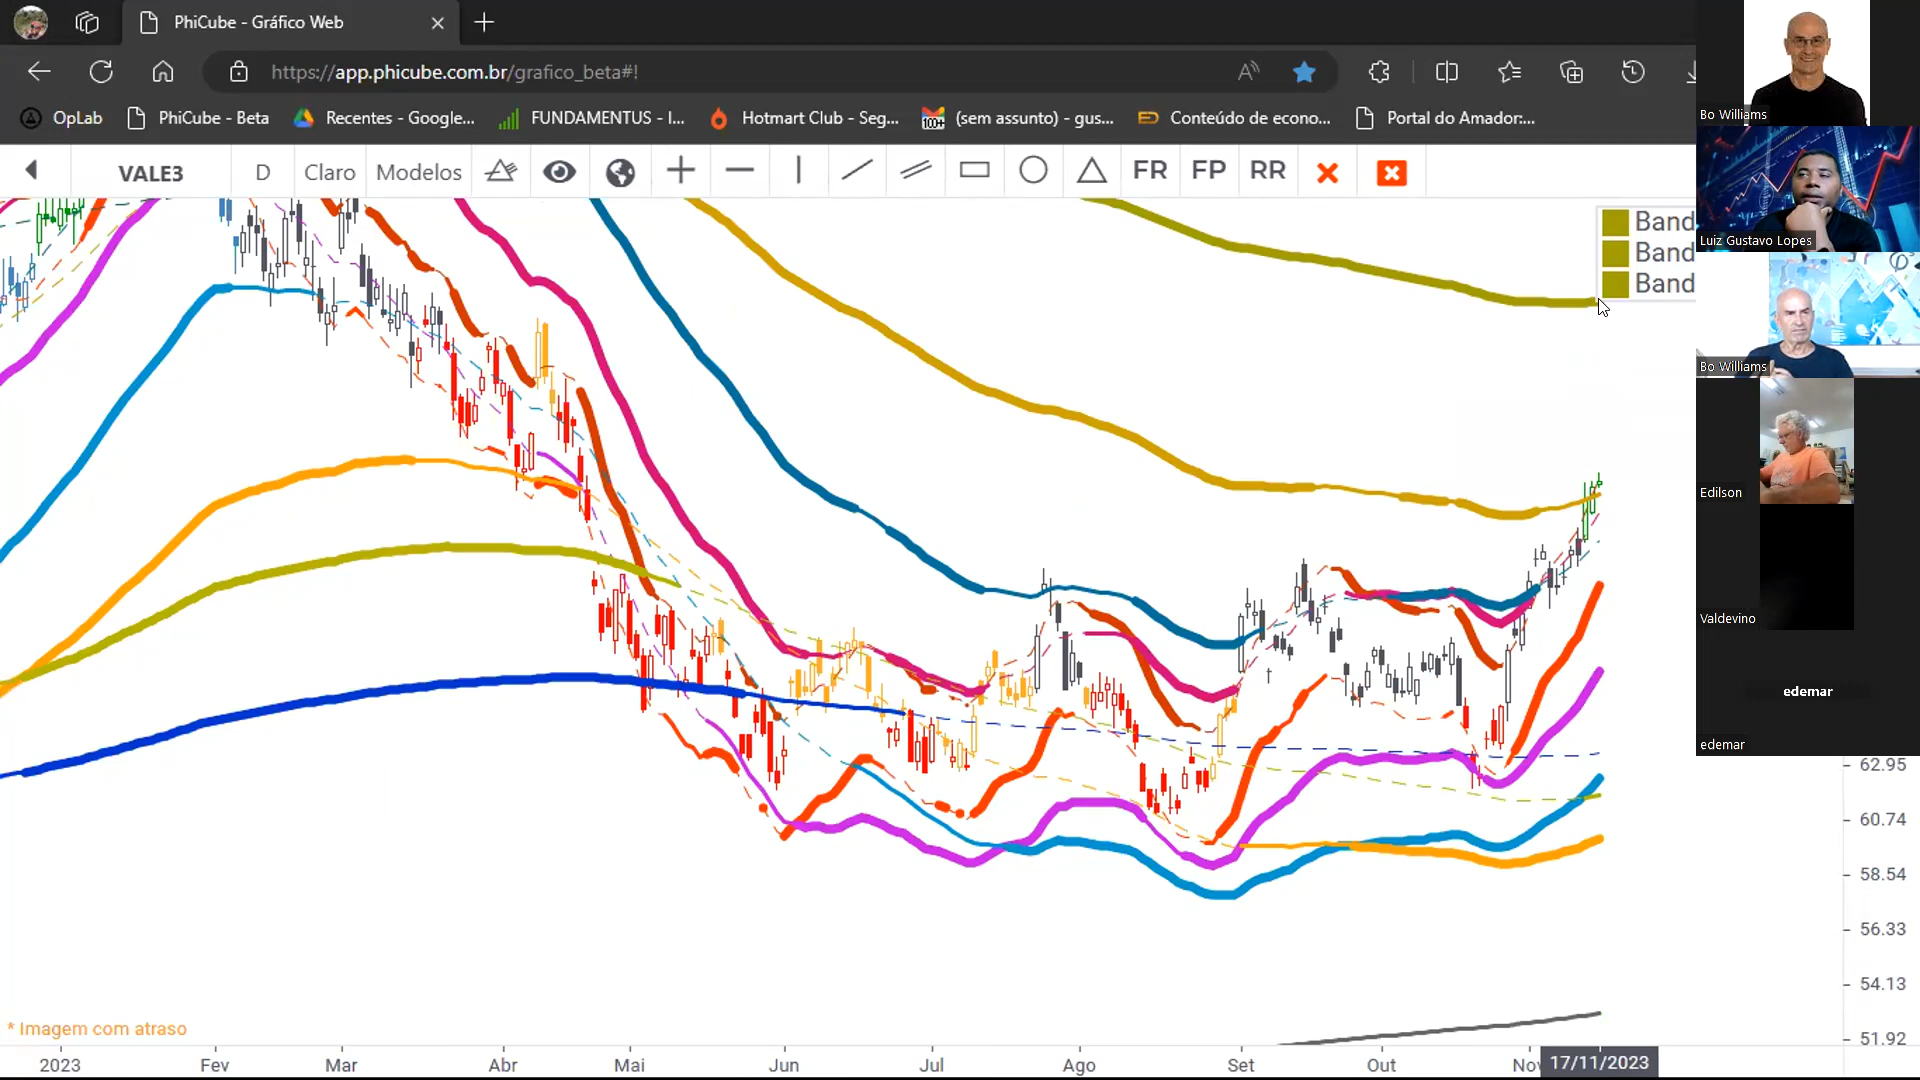 PhiCube - Gráfico Web
https://app.phicube.com.br/grafico_beta#!
OpLab
PhiCube - Beta
Recentes - Google...
FUNDAMENTUS - I...
Hotmart Club - Seg...
100+
(sem assunto) - gus...
Conteúdo de econo...
Portal do Amador:...
VALE3
D
Claro
Modelos
FR
FP
RR
Band
Band
Band
Bo Williams
Luiz Gustavo Lopes
Bo Williams
Edilson
Valdevino
edemar
edemar
62.95
60.74
58.54
56.33
54.13
51.92
* Imagem com atraso
2023
Fev
Mar
Abr
Mai
Jun
Jul
Ago
Set
Out
Nov
17/11/2023